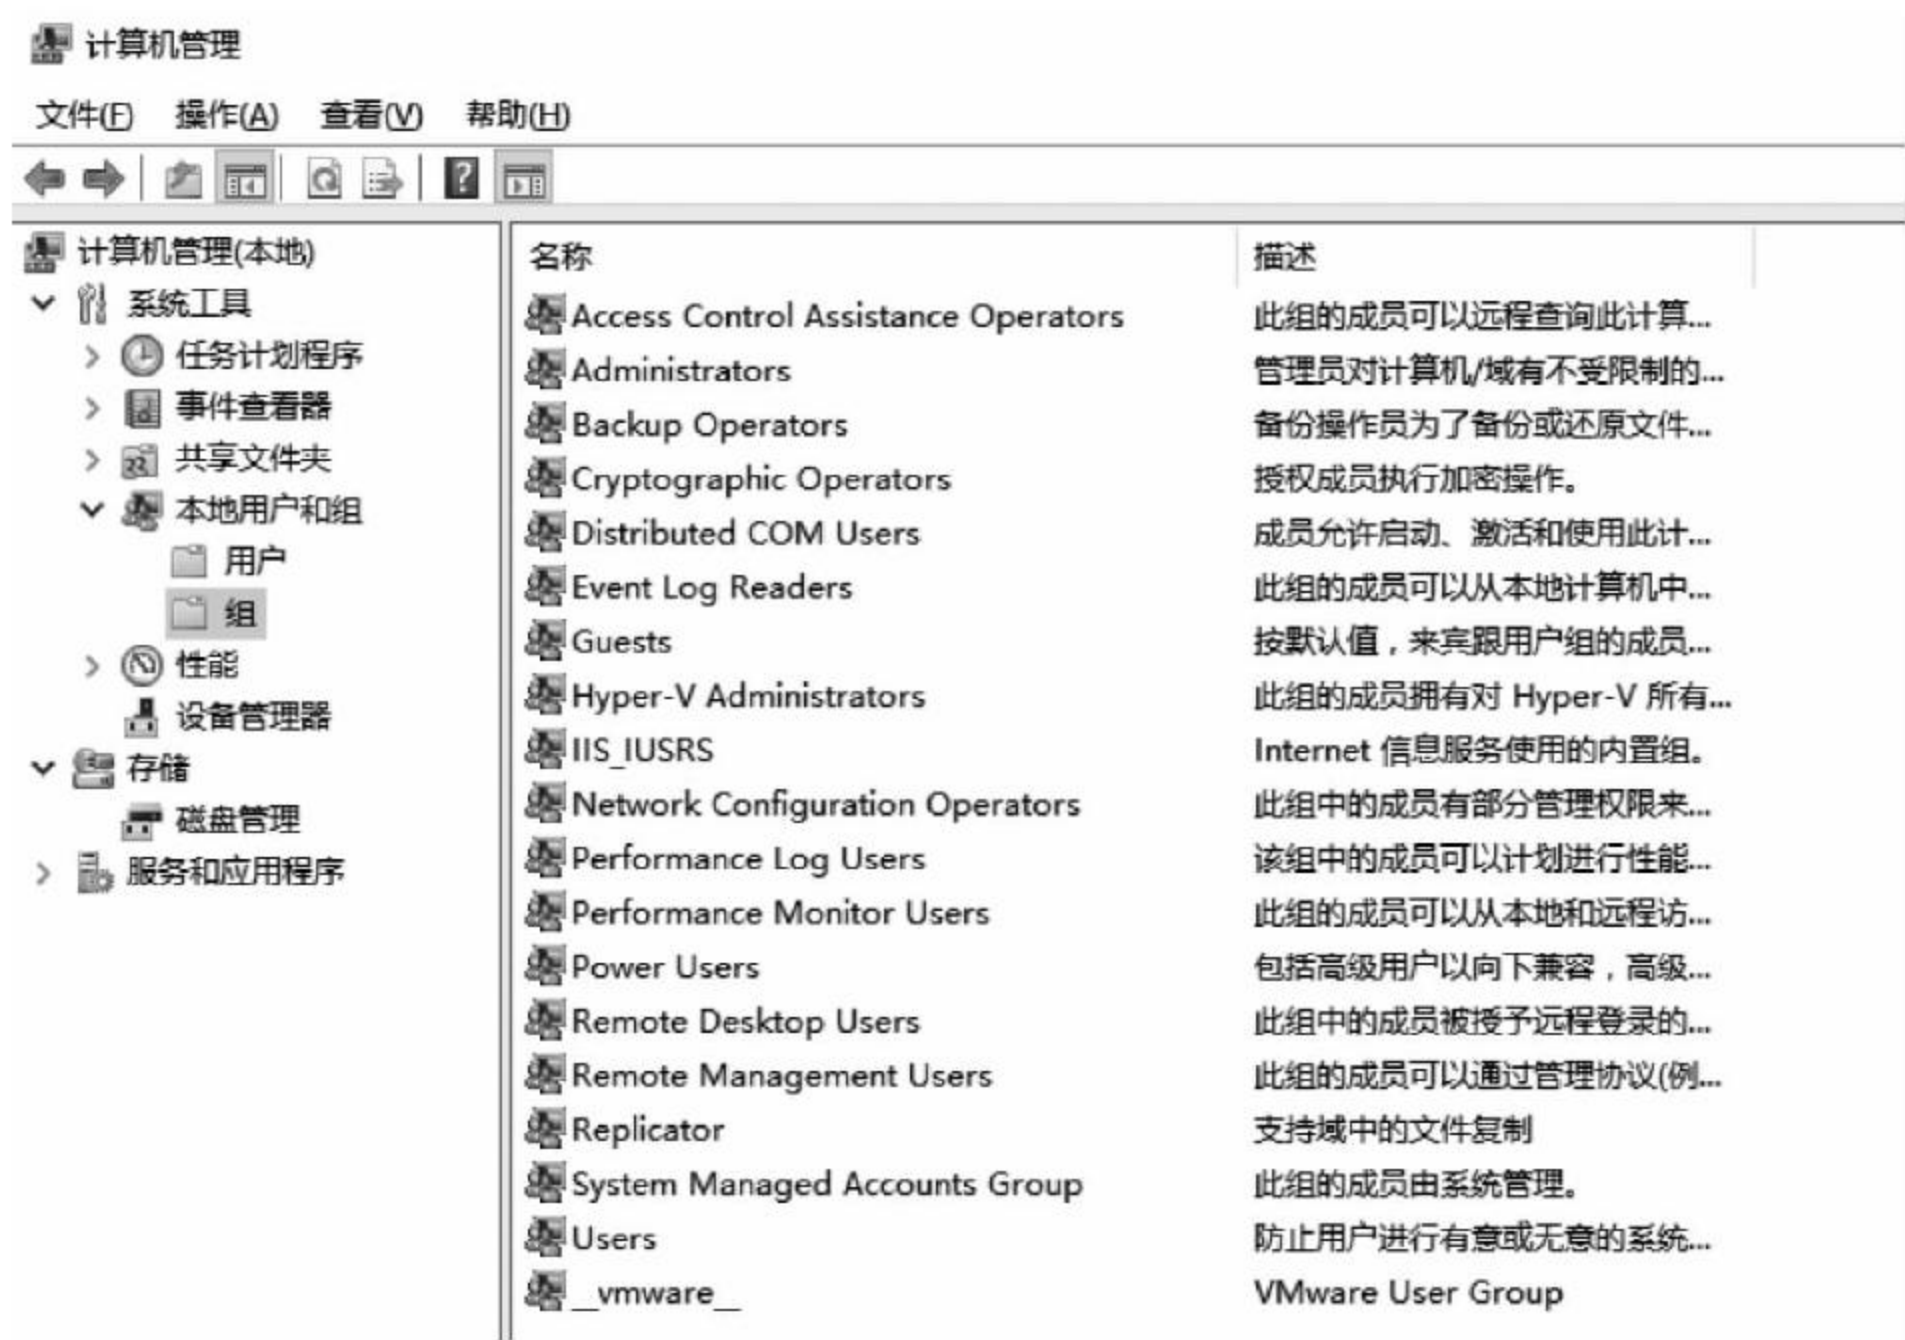 计算机管理
文件(F) 操作(A) 查看(V) 帮助(H)
计算机管理(本地)
系统工具
任务计划程序
事件查看器
共享文件夹
本地用户和组
用户
组
性能
设备管理器
存储
磁盘管理
服务和应用程序
名称 描述
Access Control Assistance Operators 此组的成员可以远程查询此计算...
Administrators 管理员对计算机/域有不受限制的...
Backup Operators 备份操作员为了备份或还原文件...
Cryptographic Operators 授权成员执行加密操作。
Distributed COM Users 成员允许启动、激活和使用此计...
Event Log Readers 此组的成员可以从本地计算机中...
Guests 按默认值，来宾跟用户组的成员...
Hyper-V Administrators 此组的成员拥有对 Hyper-V 所有...
IIS_IUSRS Internet 信息服务使用的内置组。
Network Configuration Operators 此组中的成员有部分管理权限来...
Performance Log Users 该组中的成员可以计划进行性能...
Performance Monitor Users 此组的成员可以从本地和远程访...
Power Users 包括高级用户以向下兼容，高级...
Remote Desktop Users 此组中的成员被授予远程登录的...
Remote Management Users 此组的成员可以通过管理协议(例...
Replicator 支持域中的文件复制
System Managed Accounts Group 此组的成员由系统管理。
Users 防止用户进行有意或无意的系统...
__vmware__ VMware User Group